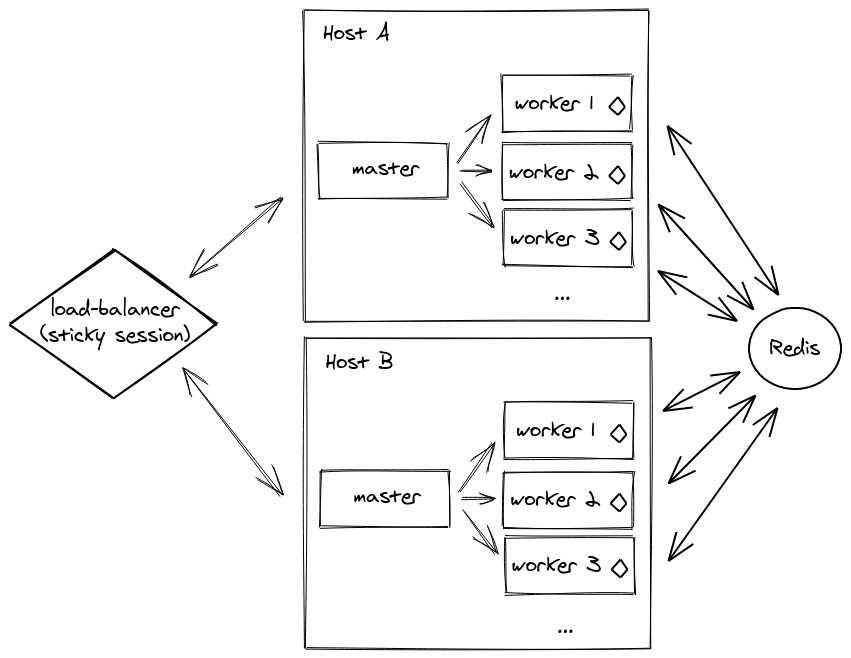 Host A
worker 1
master
worker 2
worker 3
...
load-balancer
(sticky session)
Redis
Host B
worker 1
master
worker 2
worker 3
...